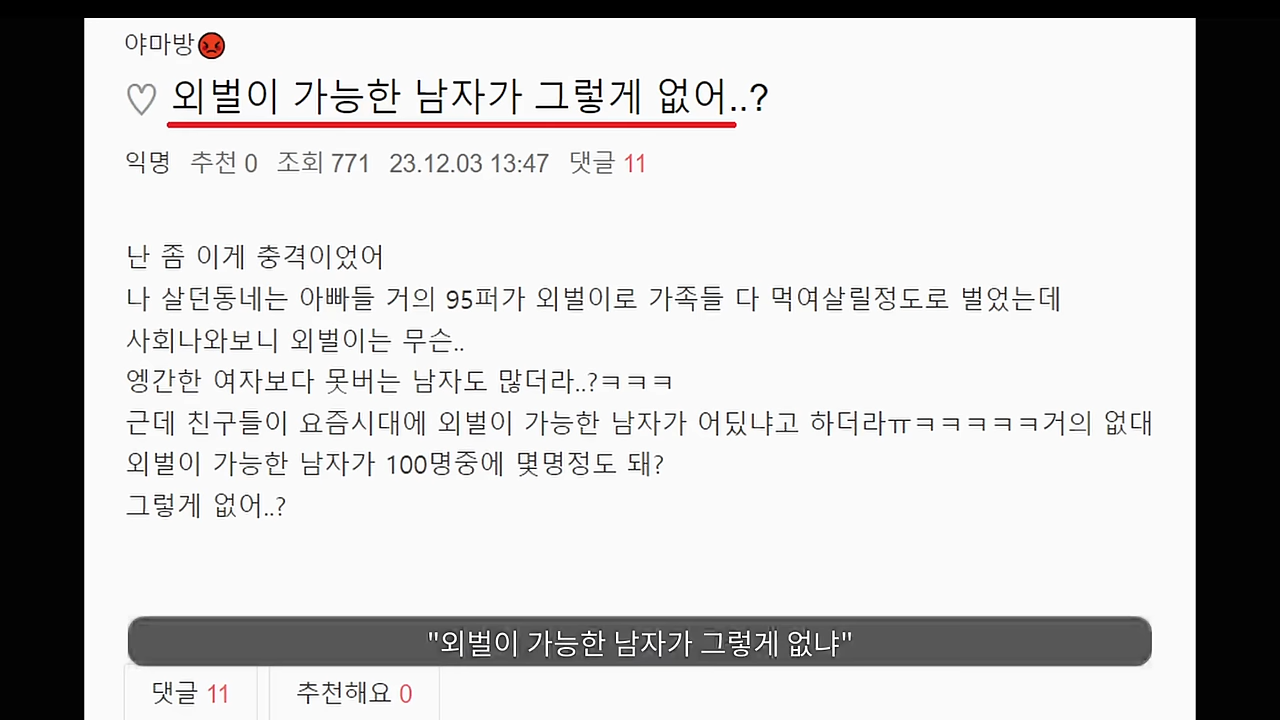 야마방😡
♡ 외벌이 가능한 남자가 그렇게 없어..?
익명 추천 0 조회 771 23.12.03 13:47 댓글 11
난 좀 이게 충격이었어
나 살던동네는 아빠들 거의 95퍼가 외벌이로 가족들 다 먹여살릴정도로 벌었는데
사회나와보니 외벌이는 무슨..
엥간한 여자보다 못버는 남자도 많더라..?ㅋㅋㅋ
근데 친구들이 요즘시대에 외벌이 가능한 남자가 어딨냐고 하더라ㅠㅋㅋㅋㅋㅋ거의 없대
외벌이 가능한 남자가 100명중에 몇명정도 돼?
그렇게 없어..?
"외벌이 가능한 남자가 그렇게 없냐"
댓글 11 추천해요 0